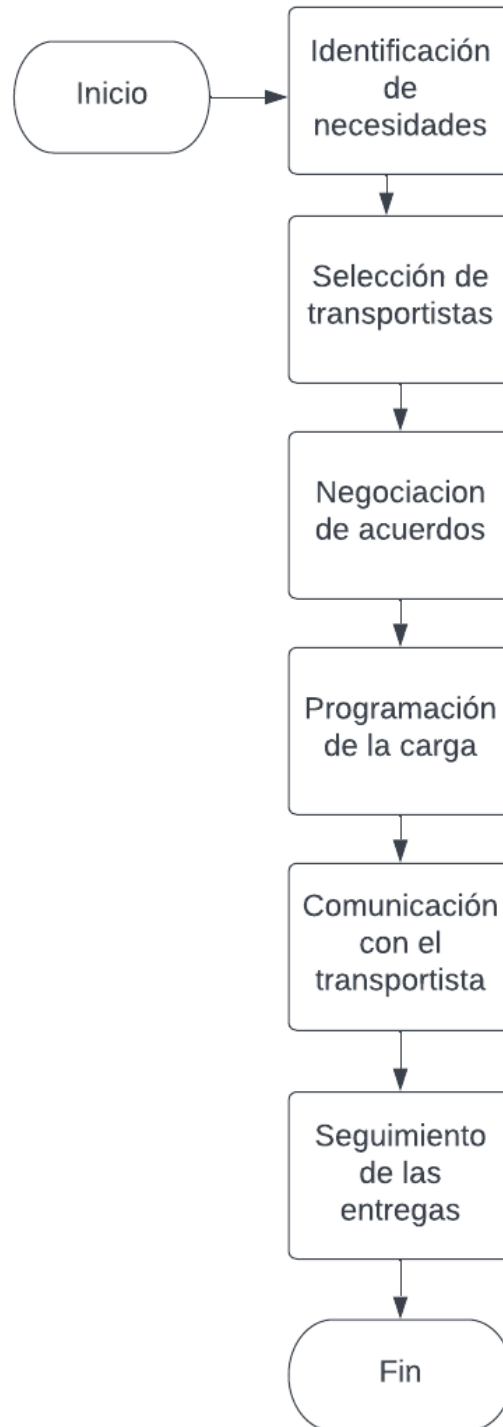 Inicio
Identificación
de
necesidades
Selección de
transportistas
Negociacion
de acuerdos
Programación
de la carga
Comunicación
con el
transportista
Seguimiento
de las
entregas
Fin